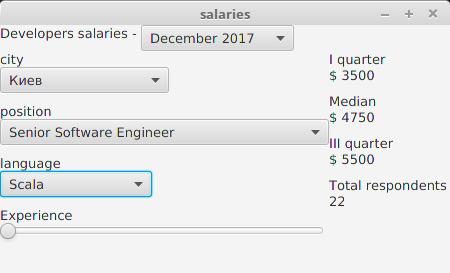 salaries
Developers salaries - December 2017
city
Киев
position
Senior Software Engineer
language
Scala
Experience
I quarter
$ 3500
Median
$ 4750
III quarter
$ 5500
Total respondents
22